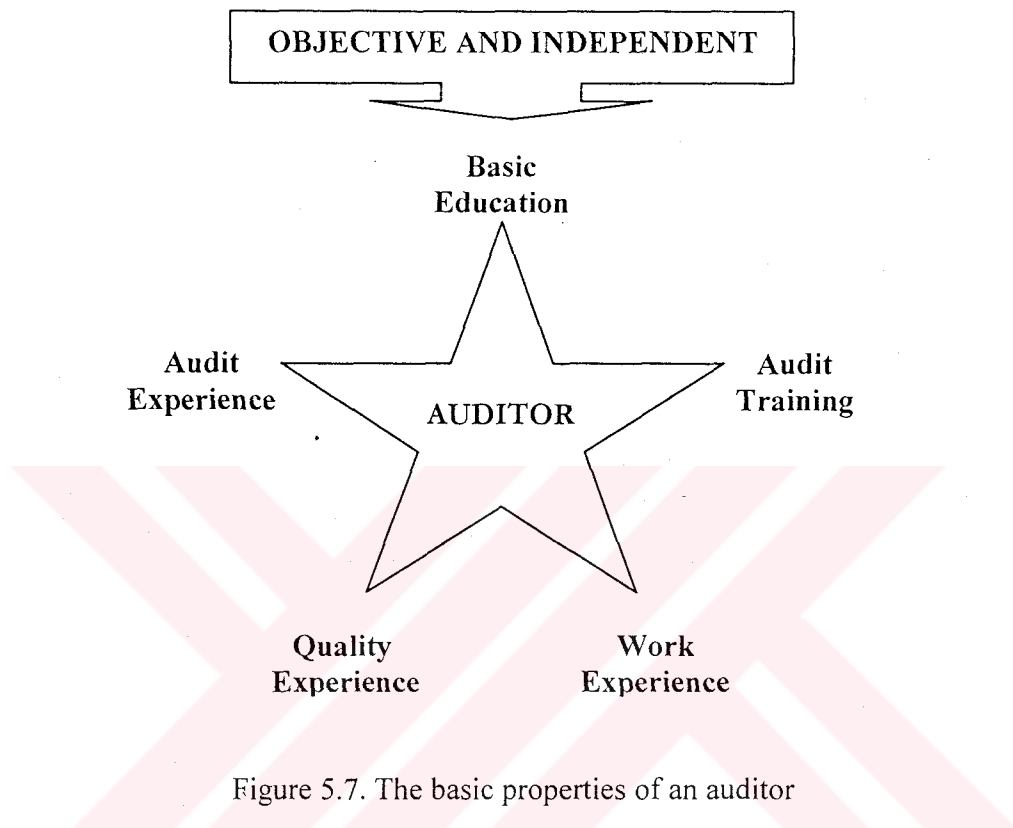 OBJECTIVE AND INDEPENDENT
Basic
Education
Audit
Experience
Audit
Training
AUDITOR
Quality
Experience
Work
Experience
Figure 5.7. The basic properties of an auditor